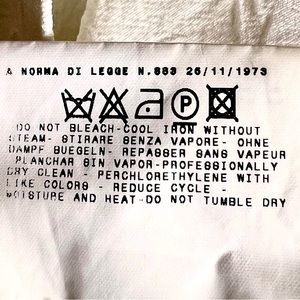 A NORMA DI LEGGE N.883 26/11/1973
P
DO NOT BLEACH-COOL IRON WITHOUT
STEAM- STIRARE SENZA VAPORE- OHNE
DAMPF BUEGELN- REPASSER SANS VAPEUR
PLANCHAR SIN VAPOR-PROFESSIONALLY
DRY CLEAN - PERCHLORETHYLENE WITH
LIKE COLORS - REDUCE CYCLE -
MOISTURE AND HEAT-DO NOT TUMBLE DRY